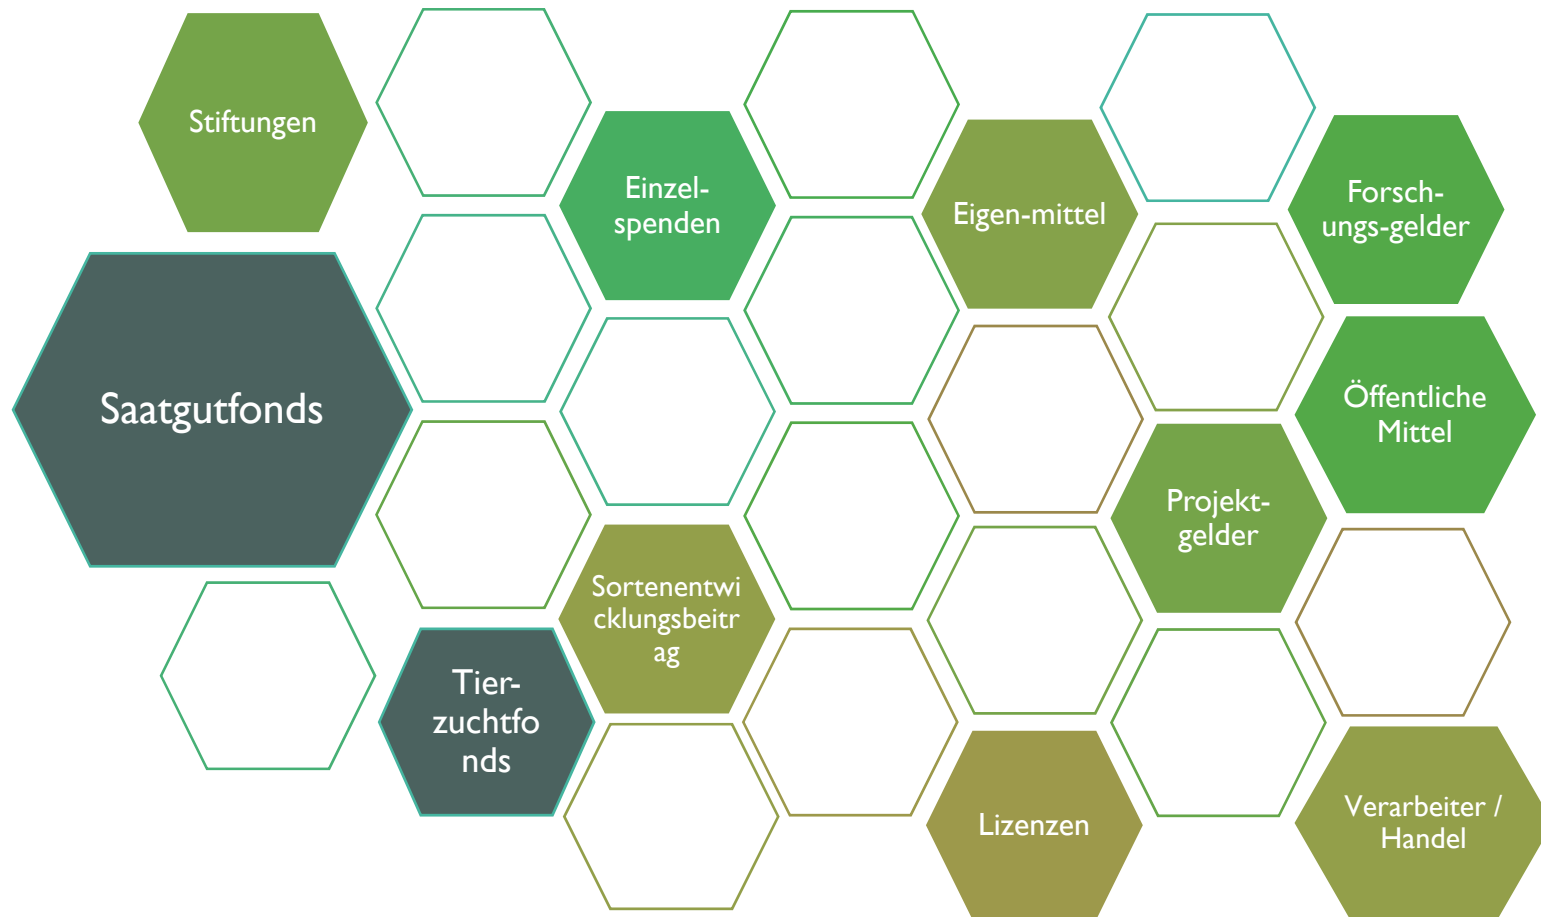 Stiftungen
Einzel-
spenden
Eigen-mittel
Forsch-
ungs-gelder
Saatgutfonds
Öffentliche
Mittel
Projekt-
gelder
Sortenentwi
cklungsbeitr
ag
Tier-
zuchtfo
nds
Lizenzen
Verarbeiter /
Handel